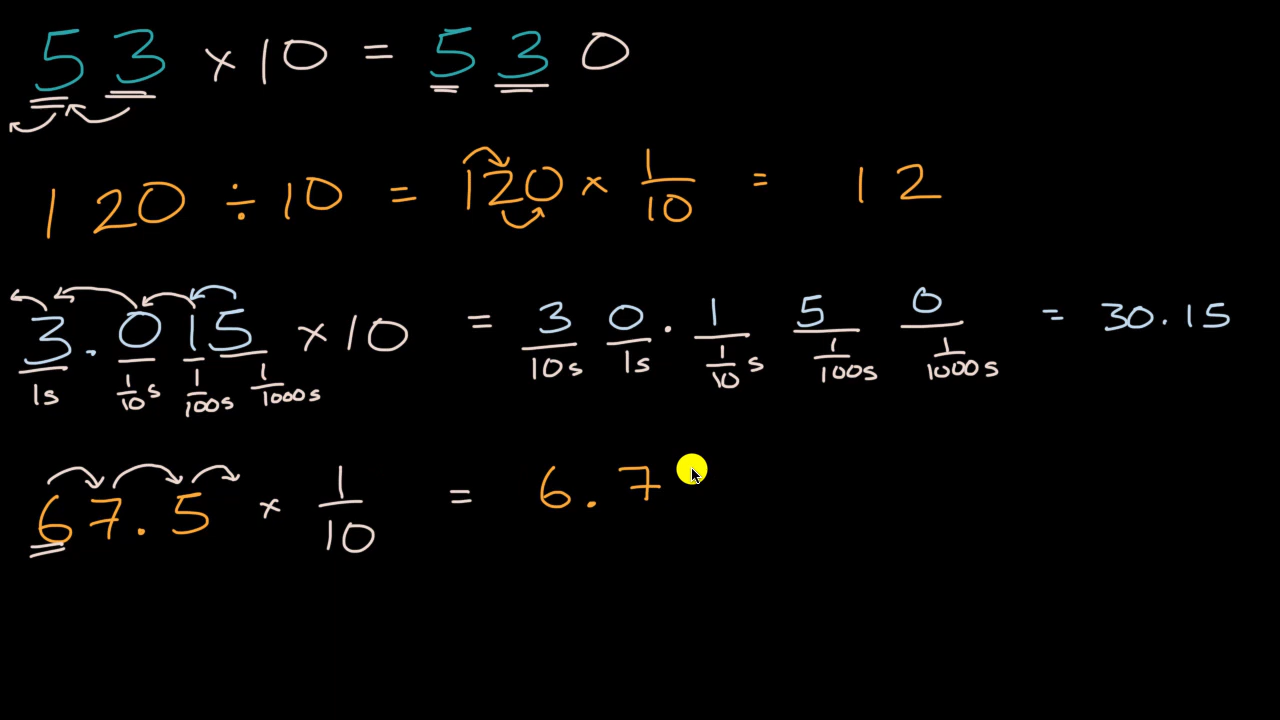 53 × 10 = 530
120 ÷ 10 = 120 × 1/10 = 12
3.015 × 10 = 3 0 . 1 5 0 = 30.15
1s 1/10 s 1/100s 1/1000s 10s 1s 1/10 s 1/100s 1/1000s
67.5 × 1/10 = 6.7